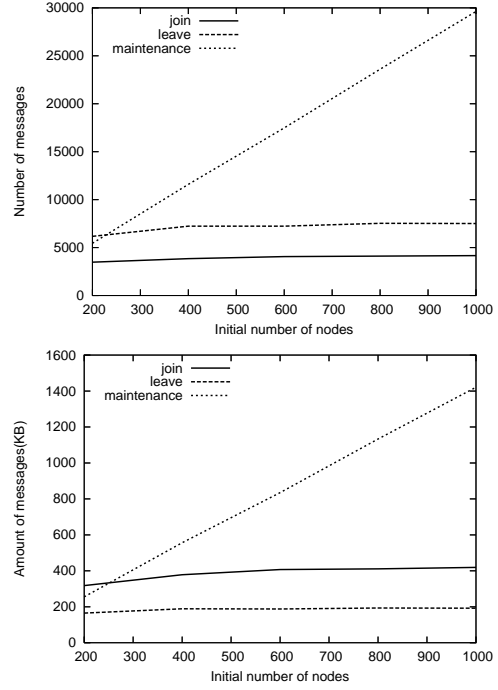 30000
25000
20000
15000
10000
5000
0
Number of messages
join
leave
maintenance
200 300 400 500 600 700 800 900 1000
Initial number of nodes
1600
1400
1200
1000
800
600
400
200
0
Amount of messages(KB)
join
leave
maintenance
200 300 400 500 600 700 800 900 1000
Initial number of nodes